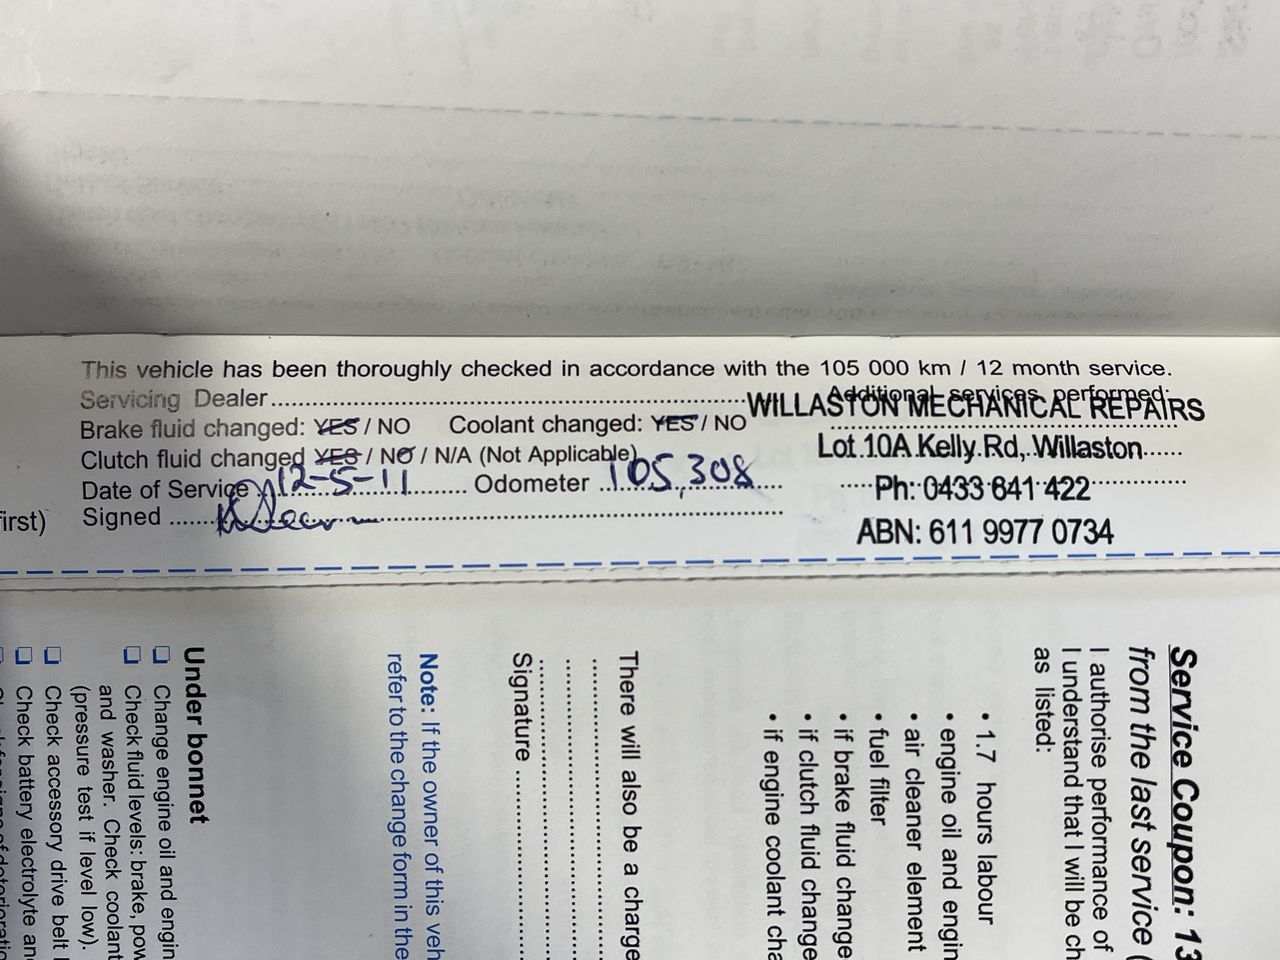 This vehicle has been thoroughly checked in accordance with the 105 000 km / 12 month service.
Servicing Dealer
Additional services performed:
WILLASTON MECHANICAL REPAIRS
Brake fluid changed: YES / NO Coolant changed: YES / NO
Lot 10A Kelly Rd, Willaston
Clutch fluid changed YES / NO / N/A (Not Applicable)
Date of Service 12-5-11 Odometer 105,308
Ph: 0433 641 422
first) Signed
ABN: 611 9977 0734
Service Coupon: 13
from the last service (
I authorise performance of
I understand that I will be ch
as listed:
• 1.7 hours labour
• engine oil and engin
• air cleaner element
• fuel filter
• if brake fluid change
• if clutch fluid change
• if engine coolant cha
There will also be a charge
Signature
Note: If the owner of this veh
refer to the change form in the
Under bonnet
❏ Change engine oil and engin
❏ Check fluid levels: brake, pow
and washer. Check coolant
(pressure test if level low).
❏ Check accessory drive belt
❏ Check battery electrolyte and